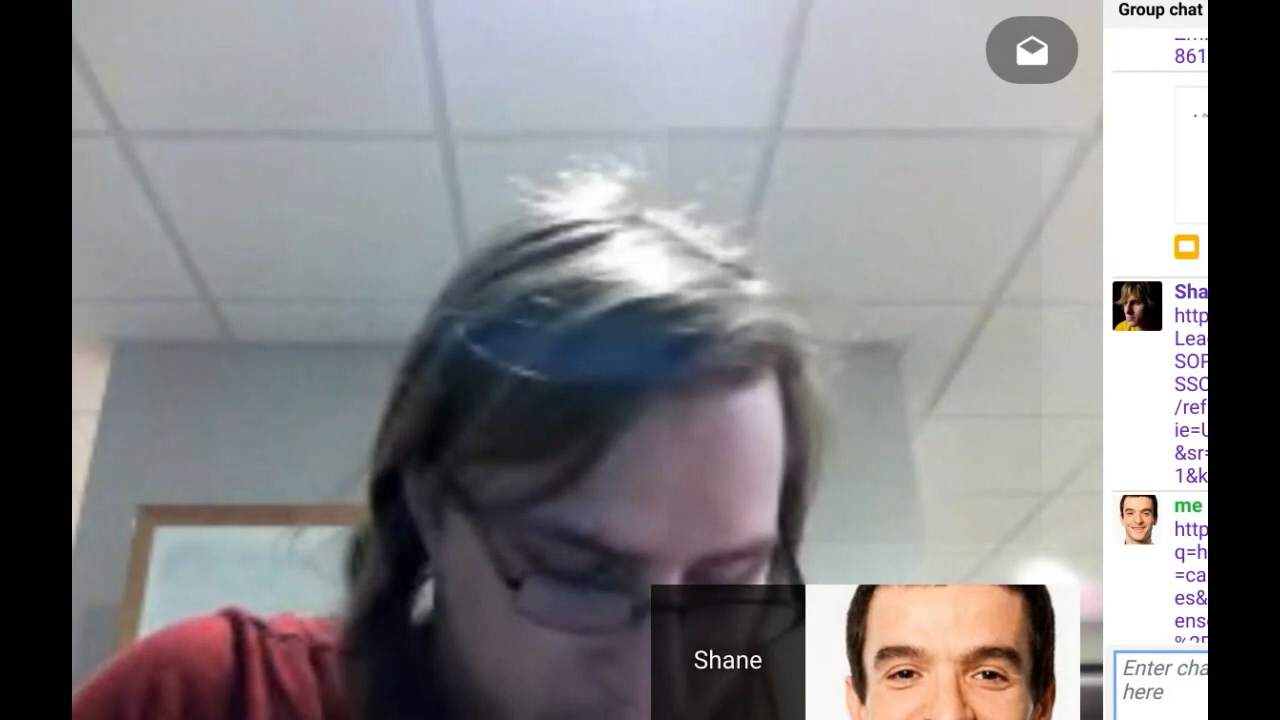 Group chat
861
Sha
http
Lea
SOF
SSO
/ref
ie=U
&sr=
1&k
me
http
q=h
=ca
es&
ens
Shane
Enter cha
here